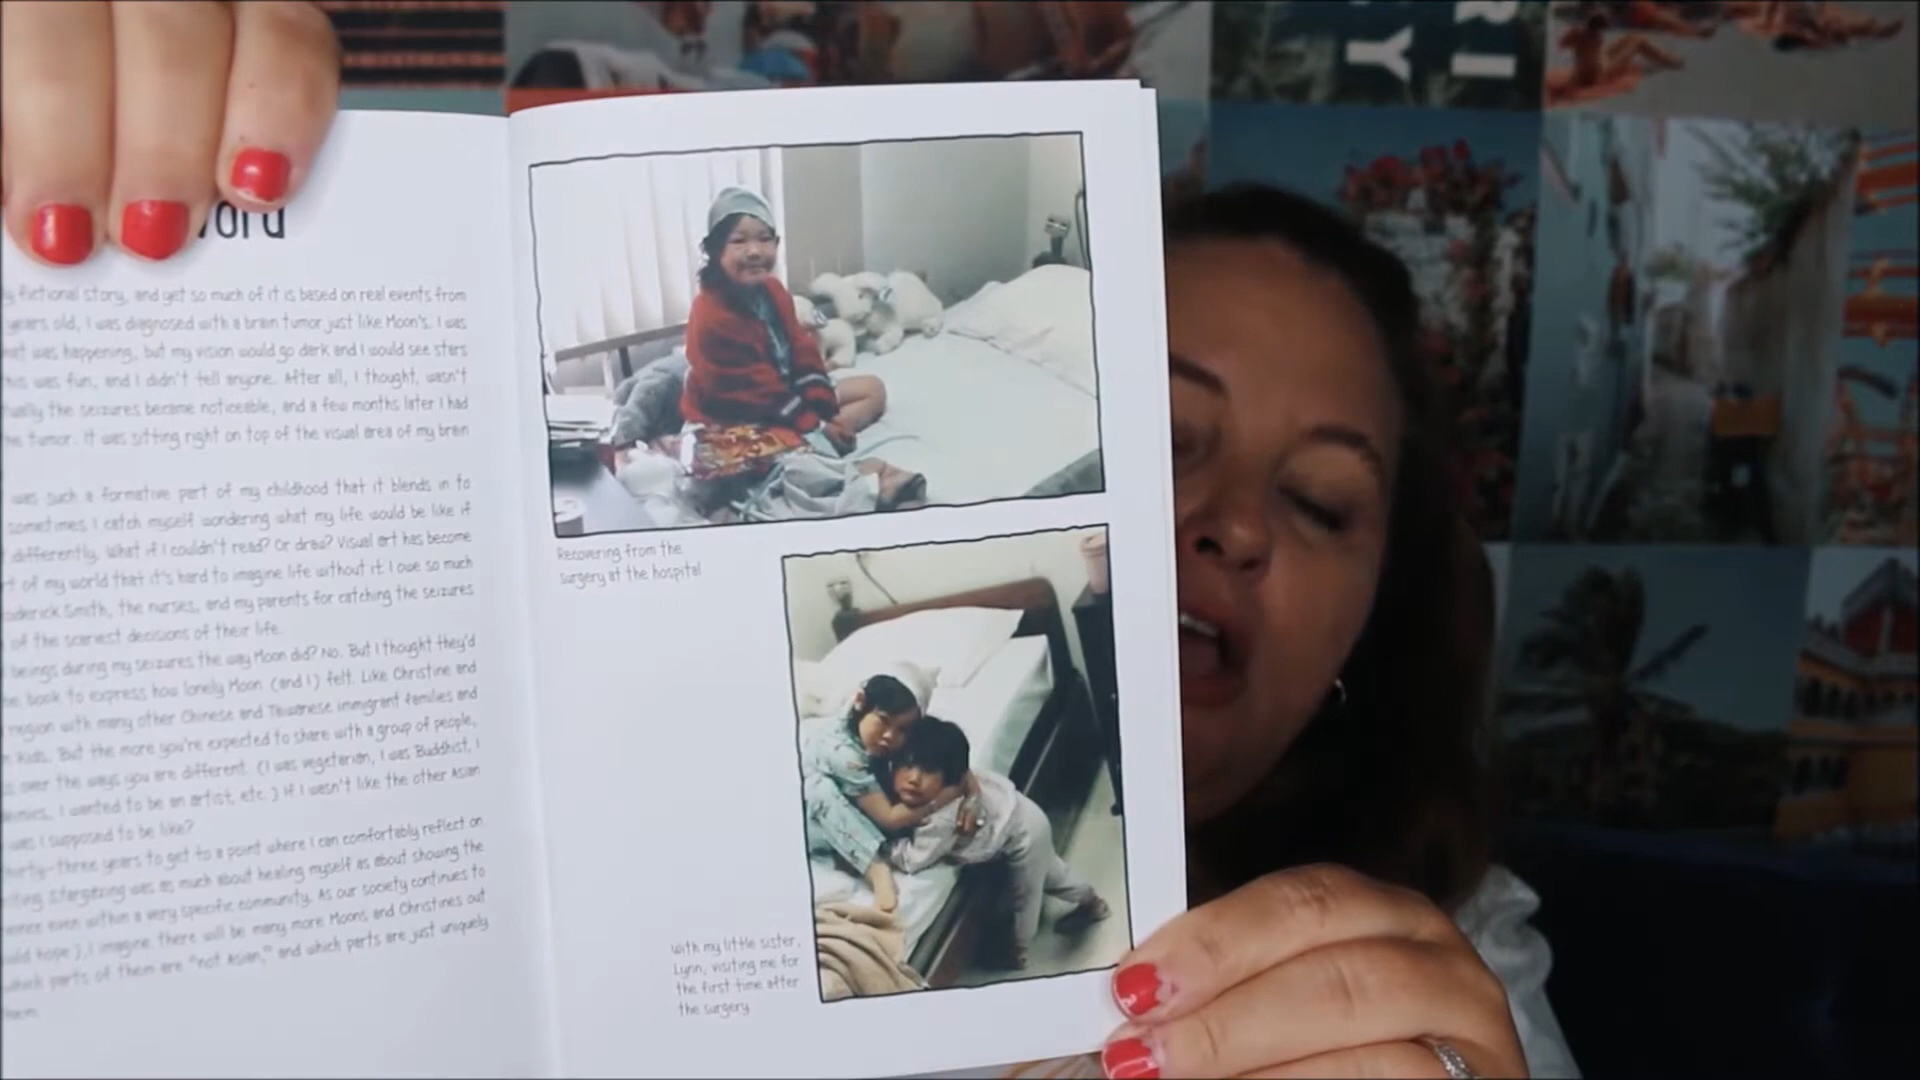 RI
Y
word
fictional story, and yet so much of it is based on real events from
years old, I was diagnosed with a brain tumor just like Moon's. I was
what was happening, but my vision would go dark and I would see stars
this was fun, and I didn't tell anyone. After all, I thought, wasn't
the seizures became noticeable, and a few months later I had
tumor. It was sitting right on top of the visual area of my brain
was such a formative part of my childhood that it blends in to
sometimes I catch myself wondering what my life would be like if
differently. What if I couldn't read? Or draw? Visual art has become
of my world that it's hard to imagine life without it. I owe so much
Smith, the nurses, and my parents for catching the seizures
of the scariest decisions of their life.
beings during my seizures the way Moon did? No. But I thought they'd
book to express how lonely Moon (and I) felt. Like Christine and
region with many other Chinese and Taiwanese immigrant families and
kids. But the more you're expected to share with a group of people,
over the ways you are different. (I was vegetarian, I was Buddhist, I
I wanted to be an artist, etc.) If I wasn't like the other Asian
was I supposed to be like?
thirty-three years to get to a point where I can comfortably reflect on
Stargazing was as much about healing myself as about showing the
even within a very specific community. As our society continues to
hope), I imagine there will be many more Moons and Christines out
which parts of them are "not Asian," and which parts are just uniquely
them.
Recovering from the
surgery at the hospital
With my little sister,
Lynn, visiting me for
the first time after
the surgery